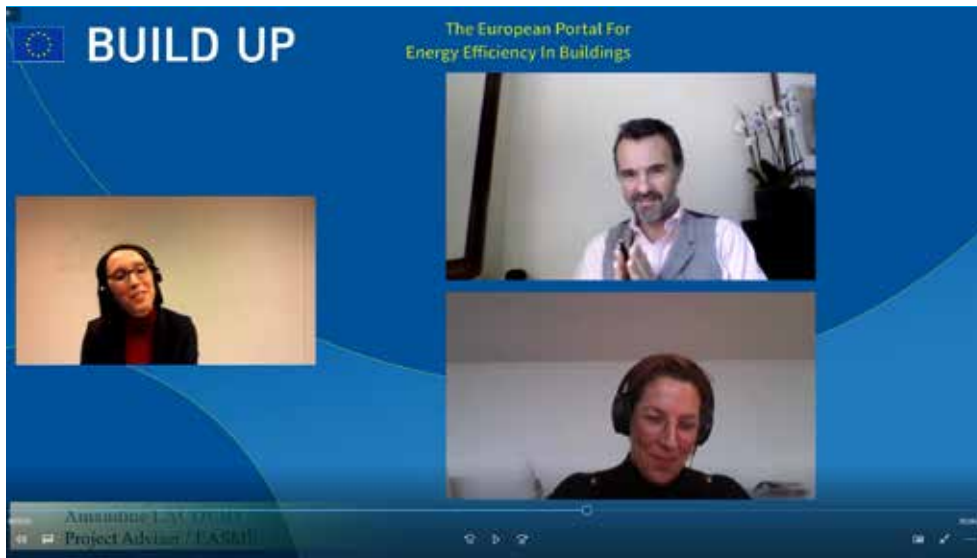 BUILD UP
The European Portal For
Energy Efficiency In Buildings
Project Adviser / EASME